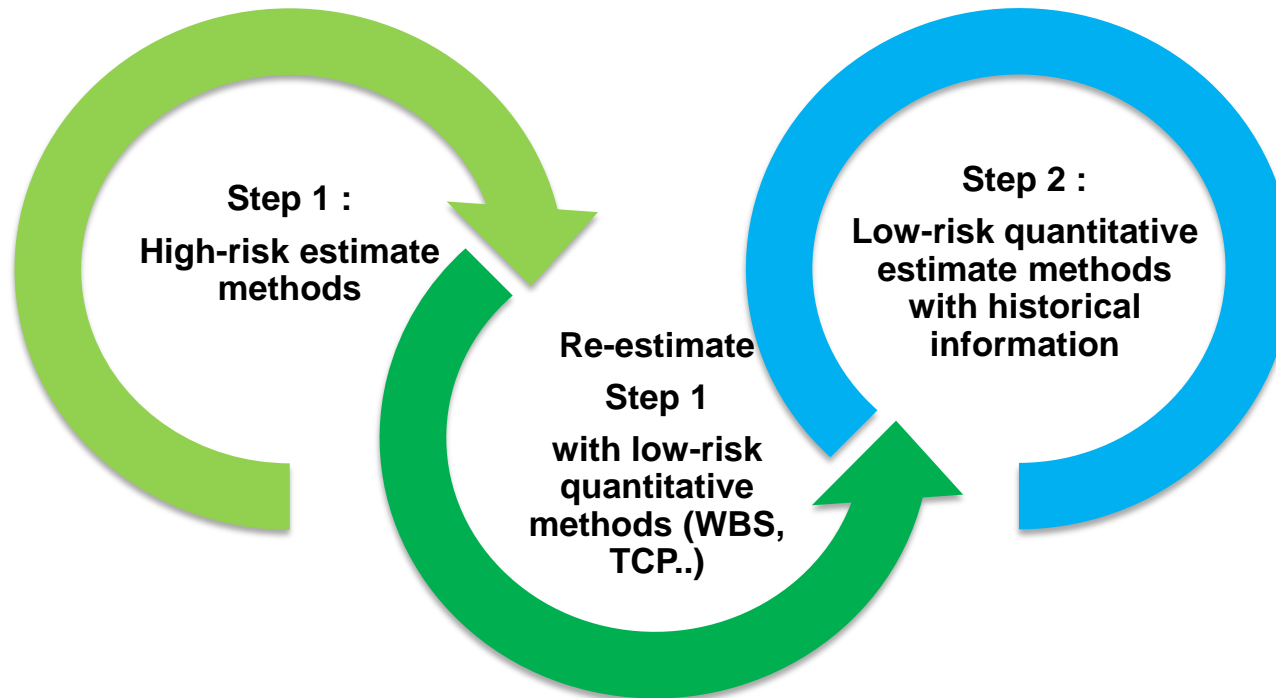 Step 1 :
High-risk estimate
methods
Re-estimate
Step 1
with low-risk
quantitative
methods (WBS,
TCP..)
Step 2 :
Low-risk quantitative
estimate methods
with historical
information